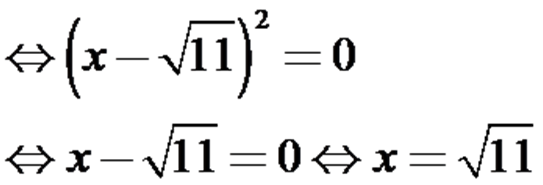 ⇔ (x − √11)² = 0
⇔ x − √11 = 0 ⇔ x = √11